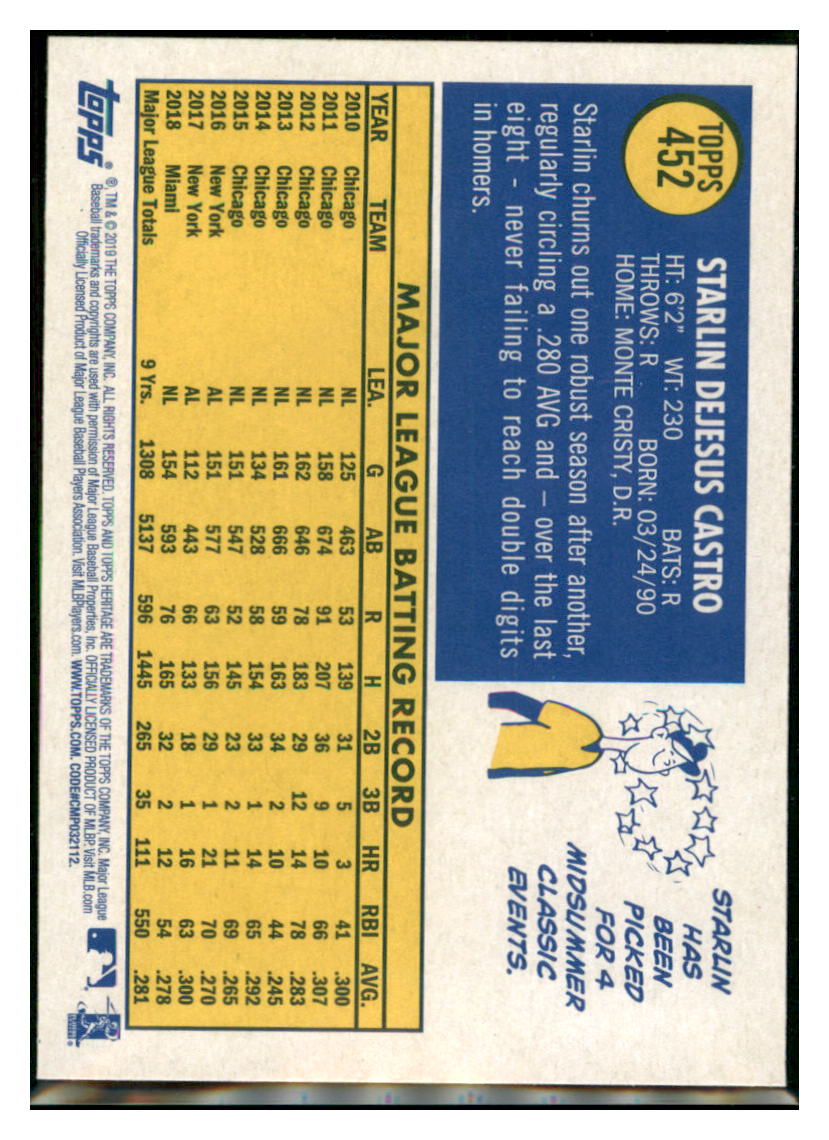 TOPPS
452
STARLIN DEJESUS CASTRO
HT: 6'2" WT: 230 BATS: R
THROWS: R BORN: 03/24/90
HOME: MONTE CRISTY, D.R.
Starlin churns out one robust season after another,
regularly circling a .280 AVG and – over the last
eight - never failing to reach double digits
in homers.
STARLIN
HAS
BEEN
PICKED
FOR 4
MIDSUMMER
CLASSIC
EVENTS.
MAJOR LEAGUE BATTING RECORD
YEAR TEAM LEA. G AB R H 2B 3B HR RBI AVG.
2010 Chicago NL 125 463 53 139 31 5 3 41 .300
2011 Chicago NL 158 674 91 207 36 9 10 66 .307
2012 Chicago NL 162 646 78 183 29 12 14 78 .283
2013 Chicago NL 161 666 59 163 34 2 10 44 .245
2014 Chicago NL 134 528 58 154 33 1 14 65 .292
2015 Chicago NL 151 547 52 145 23 2 11 69 .265
2016 New York AL 151 577 63 156 29 1 21 70 .270
2017 New York AL 112 443 66 133 18 1 16 63 .300
2018 Miami NL 154 593 76 165 32 2 12 54 .278
Major League Totals 9 Yrs. 1308 5137 596 1445 265 35 111 550 .281
topps®
®, TM & © 2019 THE TOPPS COMPANY, INC. ALL RIGHTS RESERVED. TOPPS AND TOPPS HERITAGE ARE TRADEMARKS OF THE TOPPS COMPANY, INC. Major League
Baseball trademarks and copyrights are used with permission of Major League Baseball Properties, Inc. OFFICIALLY LICENSED PRODUCT OF MLBP. Visit MLB.com
Officially Licensed Product of Major League Baseball Players Association. Visit MLBPlayers.com. WWW.TOPPS.COM. CODE#CMP032112.